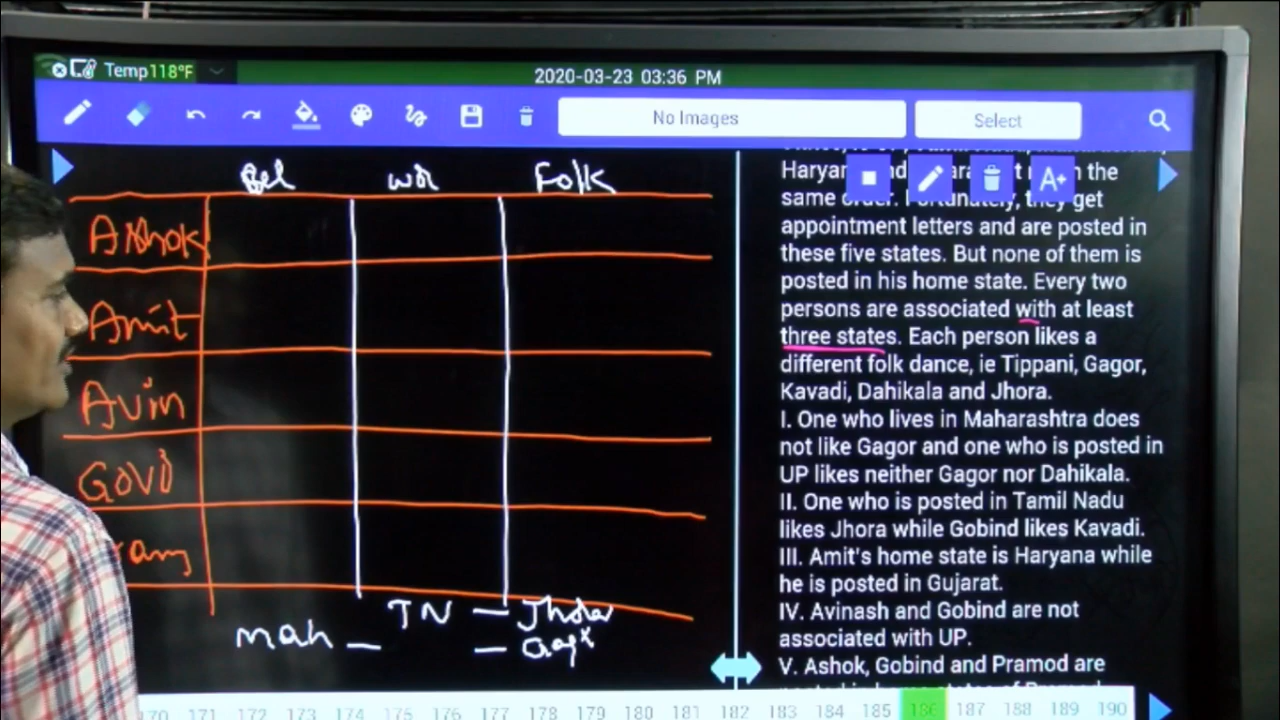 Temp118°F
2020-03-23 03:36 PM
No Images
Select
Bel WR Folk
Ashok
Amit
Avin
GOVD
TN — Jhora
mah — —
same order. Fortunately, they get
appointment letters and are posted in
these five states. But none of them is
posted in his home state. Every two
persons are associated with at least
three states. Each person likes a
different folk dance, ie Tippani, Gagor,
Kavadi, Dahikala and Jhora.
I. One who lives in Maharashtra does
not like Gagor and one who is posted in
UP likes neither Gagor nor Dahikala.
II. One who is posted in Tamil Nadu
likes Jhora while Gobind likes Kavadi.
III. Amit's home state is Haryana while
he is posted in Gujarat.
IV. Avinash and Gobind are not
associated with UP.
V. Ashok, Gobind and Pramod are
A+
170 171 172 173 174 175 176 177 178 179 180 181 182 183 184 185 186 187 188 189 190